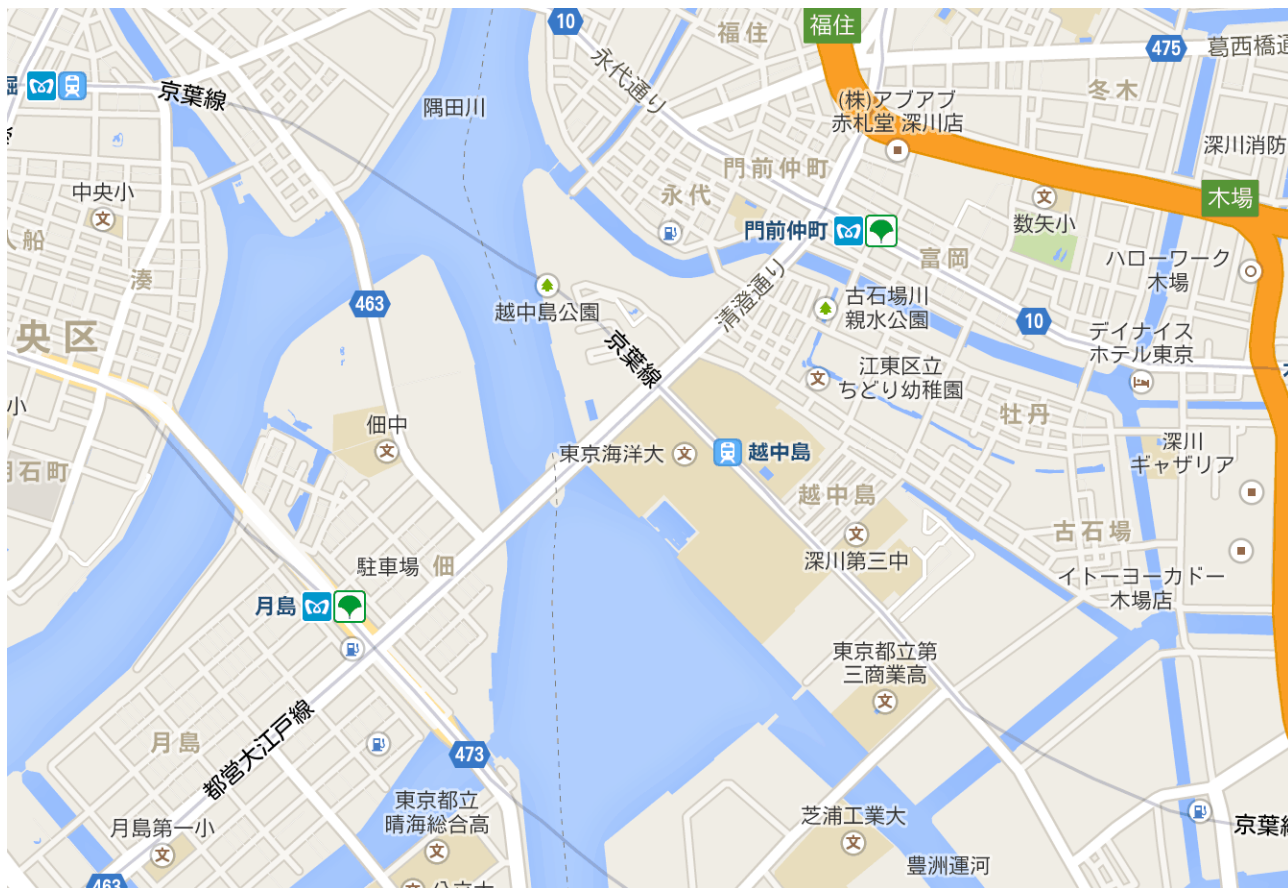 福住
10
福住
475
葛西橋通
永代通り
冬木
京葉線
隅田川
(株)アブアブ
赤札堂 深川店
深川消防
中央小
門前仲町
永代
木場
数矢小
門前仲町
富岡
ハローワーク
木場
湊
入船
463
越中島公園
清澄通り
古石場川
親水公園
10
デイナイス
ホテル東京
央区
京葉線
江東区立
ちどり幼稚園
牡丹
小
佃中
東京海洋大
越中島
深川
ギャザリア
越中島
古石場
深川第三中
駐車場
佃
イトーヨーカドー
木場店
月島
東京都立第
三商業高
月島
都営大江戸線
473
東京都立
晴海総合高
月島第一小
芝浦工業大
京葉線
豊洲運河
463